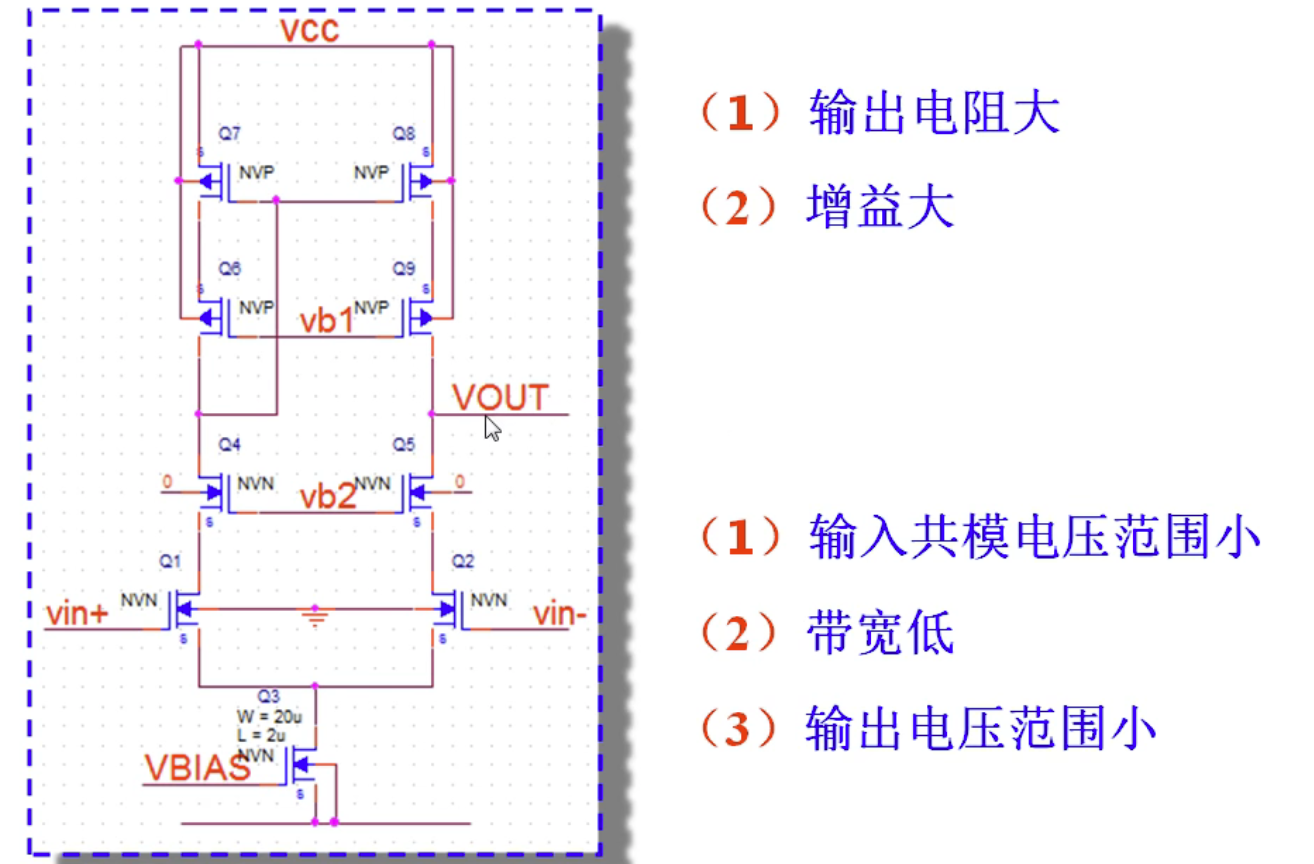 VCC
Q7
Q8
s
s
NVP
NVP
Q6
Q9
s
s
NVP
vb1
NVP
VOUT
Q4
Q5
0
NVN
vb2
NVN
0
s
s
Q1
Q2
vin+
NVN
NVN
vin-
s
s
Q3
W = 20u
L = 2u
NVN
VBIAS
s
（1）输出电阻大
（2）增益大
（1）输入共模电压范围小
（2）带宽低
（3）输出电压范围小